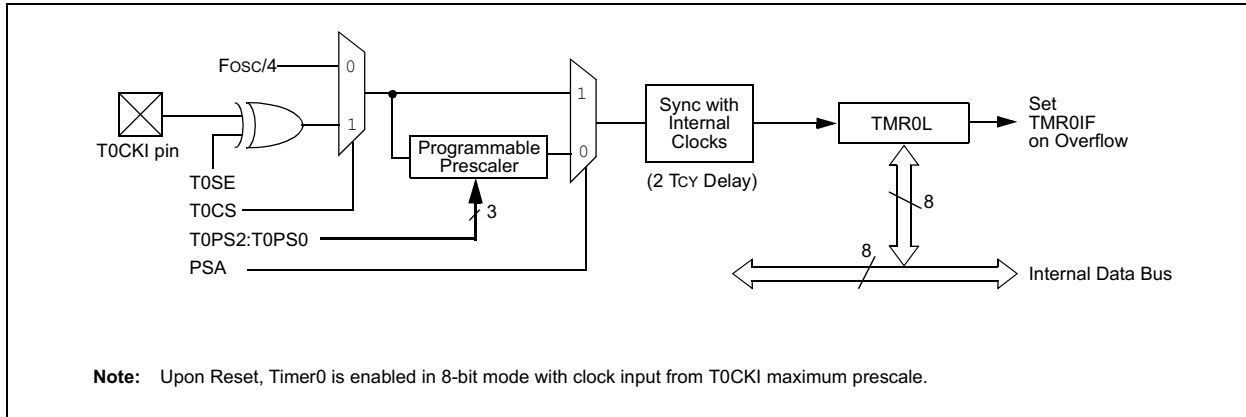 Fosc/4
0
1
T0CKI pin
T0SE
T0CS
T0PS2:T0PS0
PSA
Programmable
Prescaler
3
1
0
Sync with
Internal
Clocks
(2 TCY Delay)
TMR0L
Set
TMR0IF
on Overflow
8
8
Internal Data Bus
Note: Upon Reset, Timer0 is enabled in 8-bit mode with clock input from T0CKI maximum prescale.